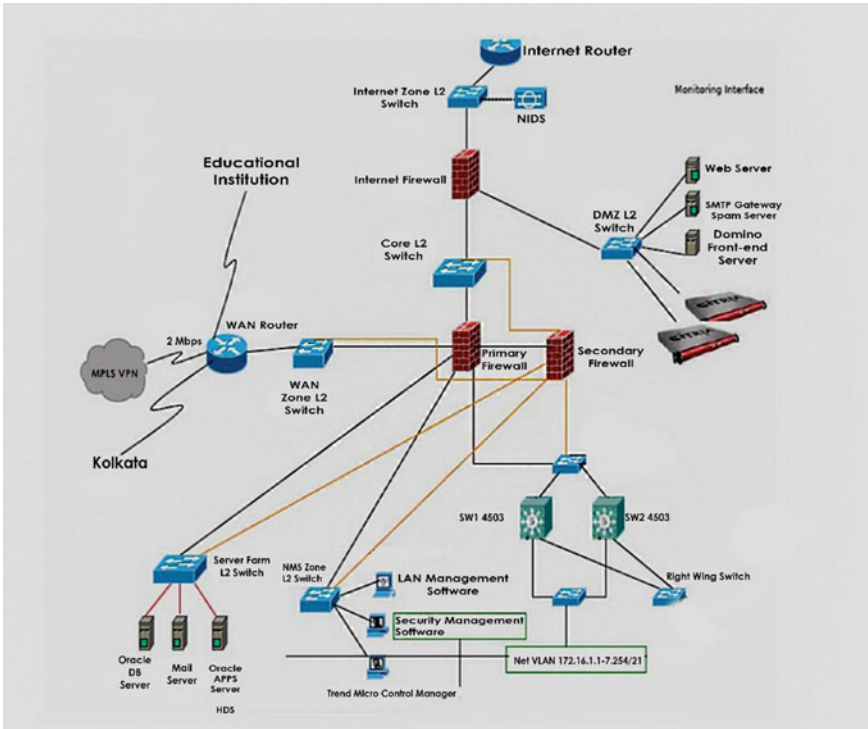 Internet Router
Internet Zone L2
Switch
NIDS
Monitoring Interface
Educational
Institution
Internet Firewall
Web Server
SMTP Gateway
Spam Server
DMZ L2
Switch
Domino
Front-end
Server
Core L2
Switch
CITRIX
CITRIX
2 Mbps
WAN Router
MPLS VPN
WAN
Zone L2
Switch
Primary
Firewall
Secondary
Firewall
Kolkata
SW1 4503
SW2 4503
Server Farm
L2 Switch
NMS Zone
L2 Switch
LAN Management
Software
Right Wing Switch
Security Management
Software
Oracle
DB
Server
Mail
Server
Oracle
APPS
Server
HDS
Trend Micro Control Manager
Net VLAN 172.16.1.1-7.254/21